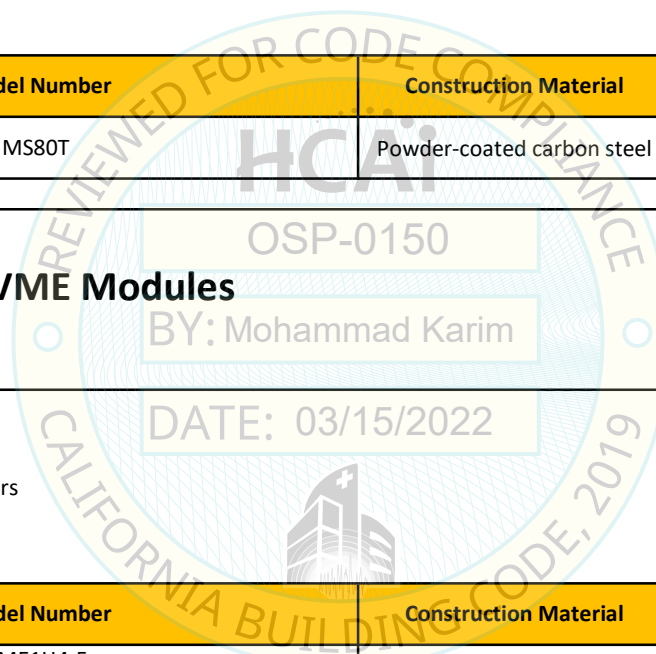 del Number Construction Material
MS80T Powder-coated carbon steel
REVIEWED FOR CODE COMPLIANCE
HCAi
OSP-0150
VME Modules
BY: Mohammad Karim
DATE: 03/15/2022
rs
CALIFORNIA BUILDING CODE, 2019
del Number Construction Material